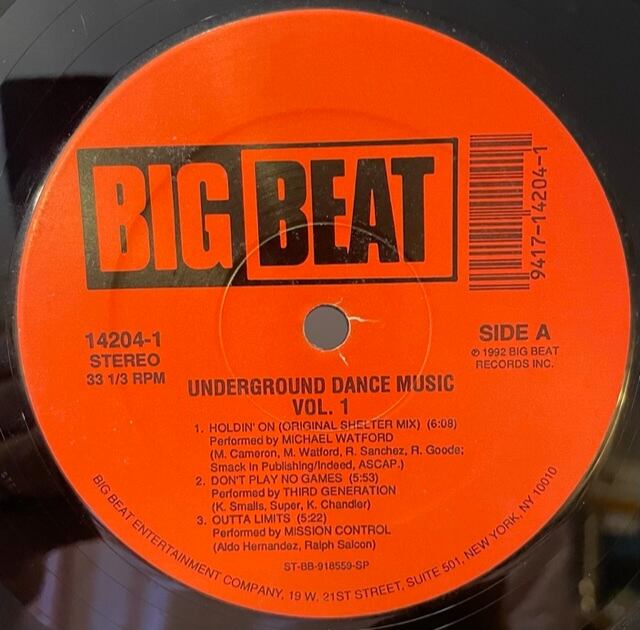 BIG BEAT
9417-14204-1
14204-1
STEREO
33 1/3 RPM
SIDE A
℗ 1992 BIG BEAT
RECORDS INC.
UNDERGROUND DANCE MUSIC
VOL. 1
1. HOLDIN' ON (ORIGINAL SHELTER MIX) (6:08)
Performed by MICHAEL WATFORD
(M. Cameron, M. Watford, R. Sanchez, R. Goode;
Smack in Publishing/Indeed, ASCAP.)
2. DON'T PLAY NO GAMES (5:53)
Performed by THIRD GENERATION
(K. Smalls, Super, K. Chandler)
3. OUTTA LIMITS (5:22)
Performed by MISSION CONTROL
(Aldo Hernandez, Ralph Salcon)
ST-BB-918559-SP
BIG BEAT ENTERTAINMENT COMPANY, 19 W. 21ST STREET, SUITE 501, NEW YORK, NY 10010